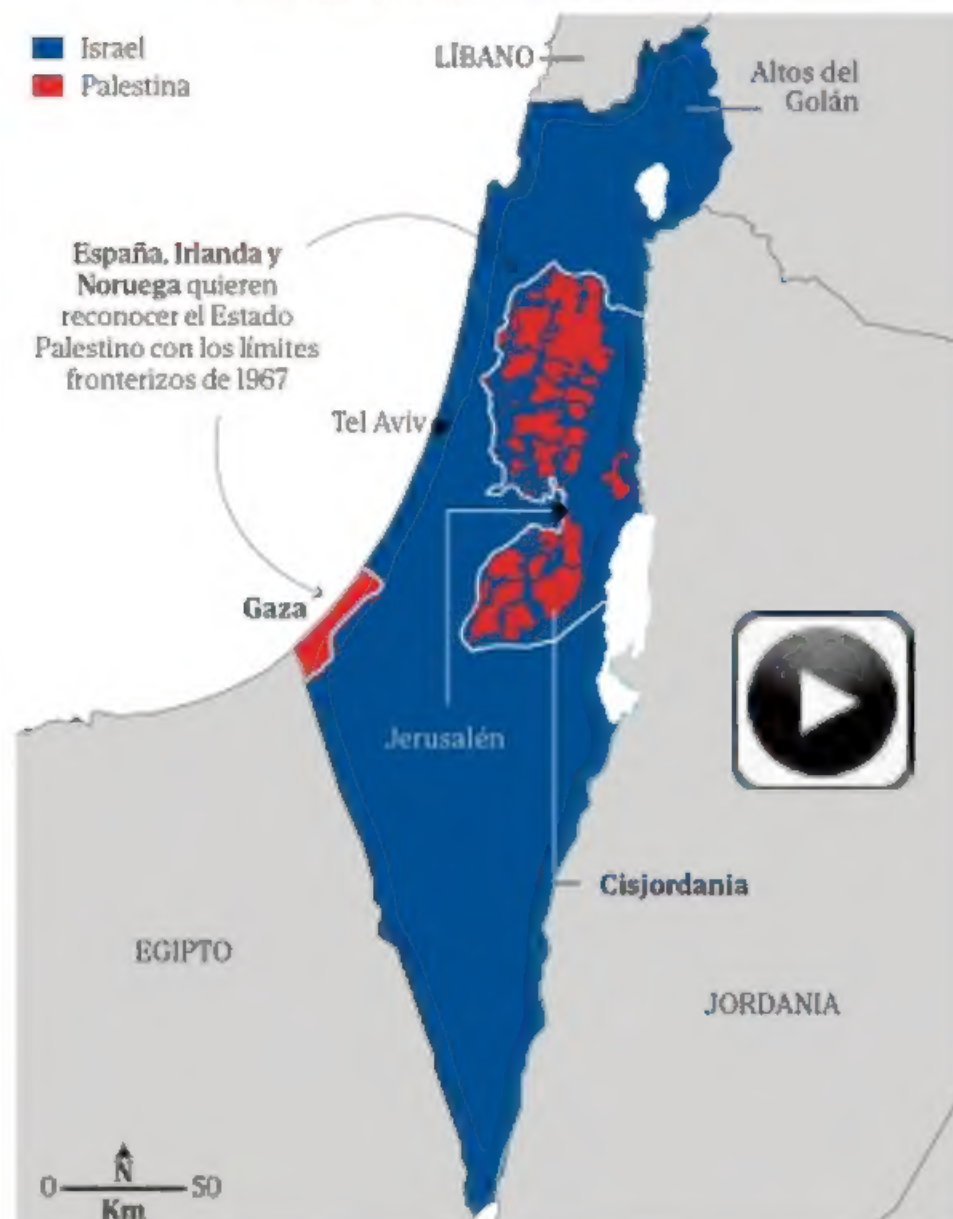 Israel
Palestina
LÍBANO
Altos del
Golán
España, Irlanda y
Noruega quieren
reconocer el Estado
Palestino con los límites
fronterizos de 1967
Tel Aviv
Gaza
Jerusalén
Cisjordania
EGIPTO
JORDANIA
N
0 50
Km